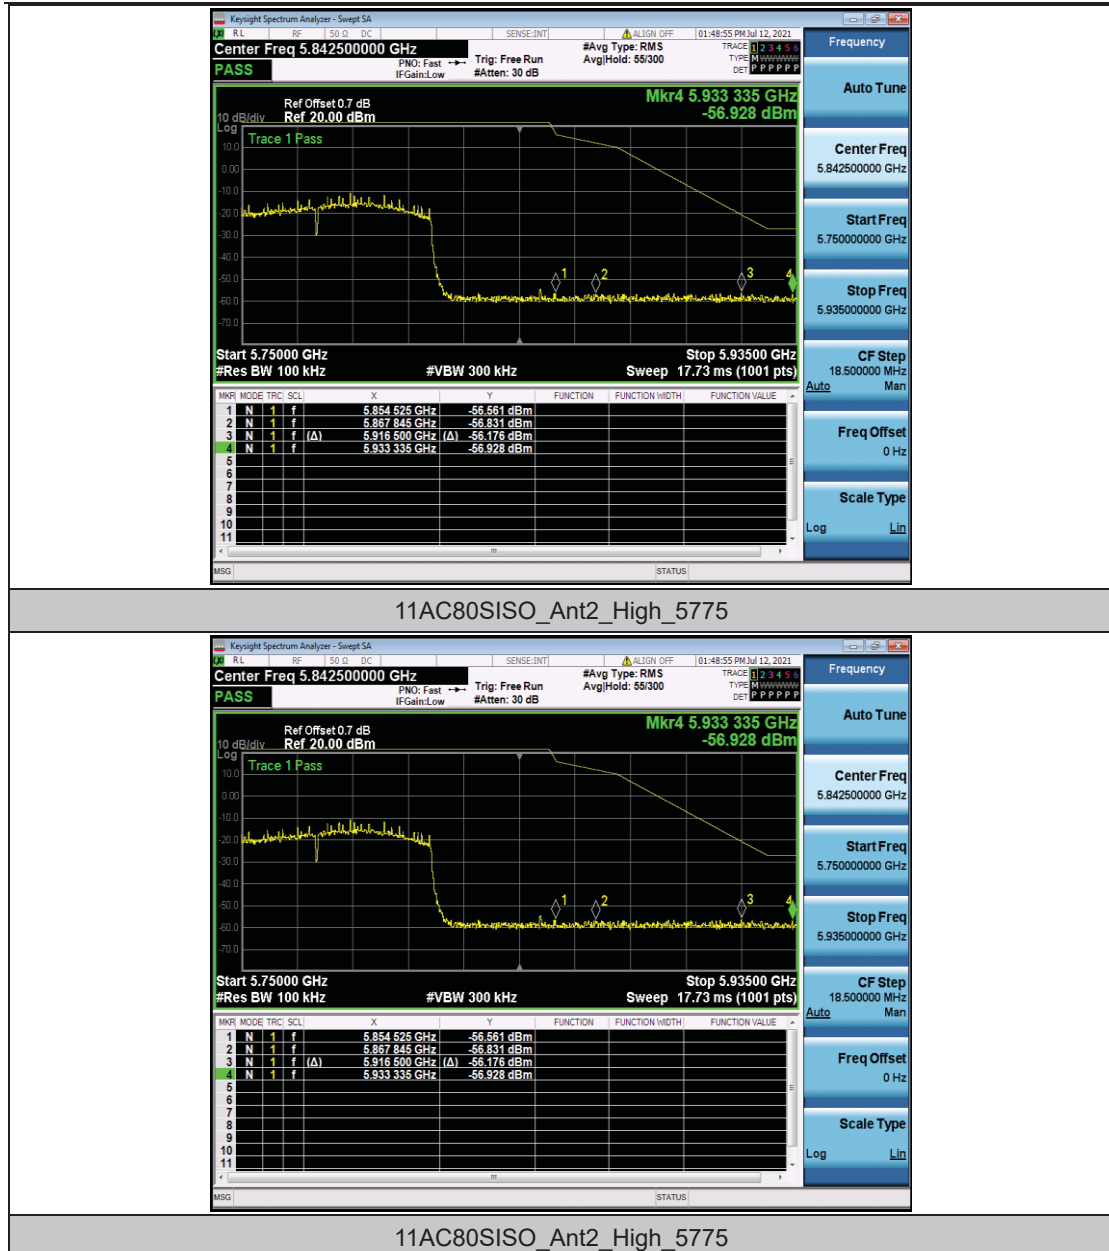 Keysight Spectrum Analyzer - Swept SA
RL RF 50 Ω DC SENSE:INT ALIGN OFF 01:48:55 PM Jul 12, 2021
Center Freq 5.842500000 GHz
PASS
PNO: Fast
IFGain:Low
Trig: Free Run
#Atten: 30 dB
#Avg Type: RMS
Avg|Hold: 55/300
TRACE 1 2 3 4 5 6
TYPE M WWWWW
DET P P P P P P
Ref Offset 0.7 dB
Ref 20.00 dBm
10 dB/div
Log
Mkr4 5.933 335 GHz
-56.928 dBm
Trace 1 Pass
10.0
0.00
-10.0
-20.0
-30.0
-40.0
-50.0
-60.0
-70.0
1 2 3 4
Start 5.75000 GHz Stop 5.93500 GHz
#Res BW 100 kHz #VBW 300 kHz Sweep 17.73 ms (1001 pts)
MKR MODE TRC SCL X Y FUNCTION FUNCTION WIDTH FUNCTION VALUE
1 N 1 f 5.854 525 GHz -56.561 dBm
2 N 1 f 5.867 845 GHz -56.831 dBm
3 N 1 f (Δ) 5.916 500 GHz (Δ) -56.176 dBm
4 N 1 f 5.933 335 GHz -56.928 dBm
5
6
7
8
9
10
11
MSG STATUS
Frequency
Auto Tune
Center Freq
5.842500000 GHz
Start Freq
5.750000000 GHz
Stop Freq
5.935000000 GHz
CF Step
18.500000 MHz
Auto Man
Freq Offset
0 Hz
Scale Type
Log Lin
11AC80SISO_Ant2_High_5775
Keysight Spectrum Analyzer - Swept SA
RL RF 50 Ω DC SENSE:INT ALIGN OFF 01:48:55 PM Jul 12, 2021
Center Freq 5.842500000 GHz
PASS
PNO: Fast
IFGain:Low
Trig: Free Run
#Atten: 30 dB
#Avg Type: RMS
Avg|Hold: 55/300
TRACE 1 2 3 4 5 6
TYPE M WWWWW
DET P P P P P P
Ref Offset 0.7 dB
Ref 20.00 dBm
10 dB/div
Log
Mkr4 5.933 335 GHz
-56.928 dBm
Trace 1 Pass
10.0
0.00
-10.0
-20.0
-30.0
-40.0
-50.0
-60.0
-70.0
1 2 3 4
Start 5.75000 GHz Stop 5.93500 GHz
#Res BW 100 kHz #VBW 300 kHz Sweep 17.73 ms (1001 pts)
MKR MODE TRC SCL X Y FUNCTION FUNCTION WIDTH FUNCTION VALUE
1 N 1 f 5.854 525 GHz -56.561 dBm
2 N 1 f 5.867 845 GHz -56.831 dBm
3 N 1 f (Δ) 5.916 500 GHz (Δ) -56.176 dBm
4 N 1 f 5.933 335 GHz -56.928 dBm
5
6
7
8
9
10
11
MSG STATUS
Frequency
Auto Tune
Center Freq
5.842500000 GHz
Start Freq
5.750000000 GHz
Stop Freq
5.935000000 GHz
CF Step
18.500000 MHz
Auto Man
Freq Offset
0 Hz
Scale Type
Log Lin
11AC80SISO_Ant2_High_5775